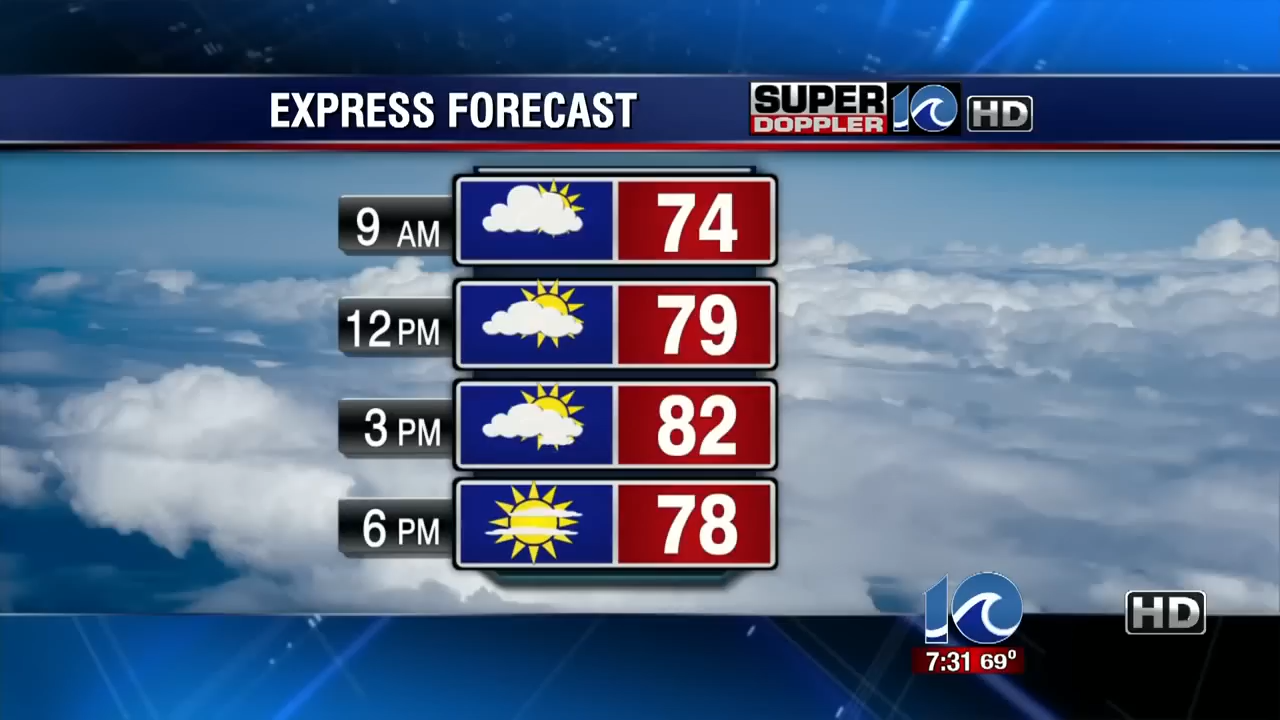 EXPRESS FORECAST
SUPER
DOPPLER
10
HD
9 AM
74
12 PM
79
3 PM
82
6 PM
78
10
7:31 69°
HD